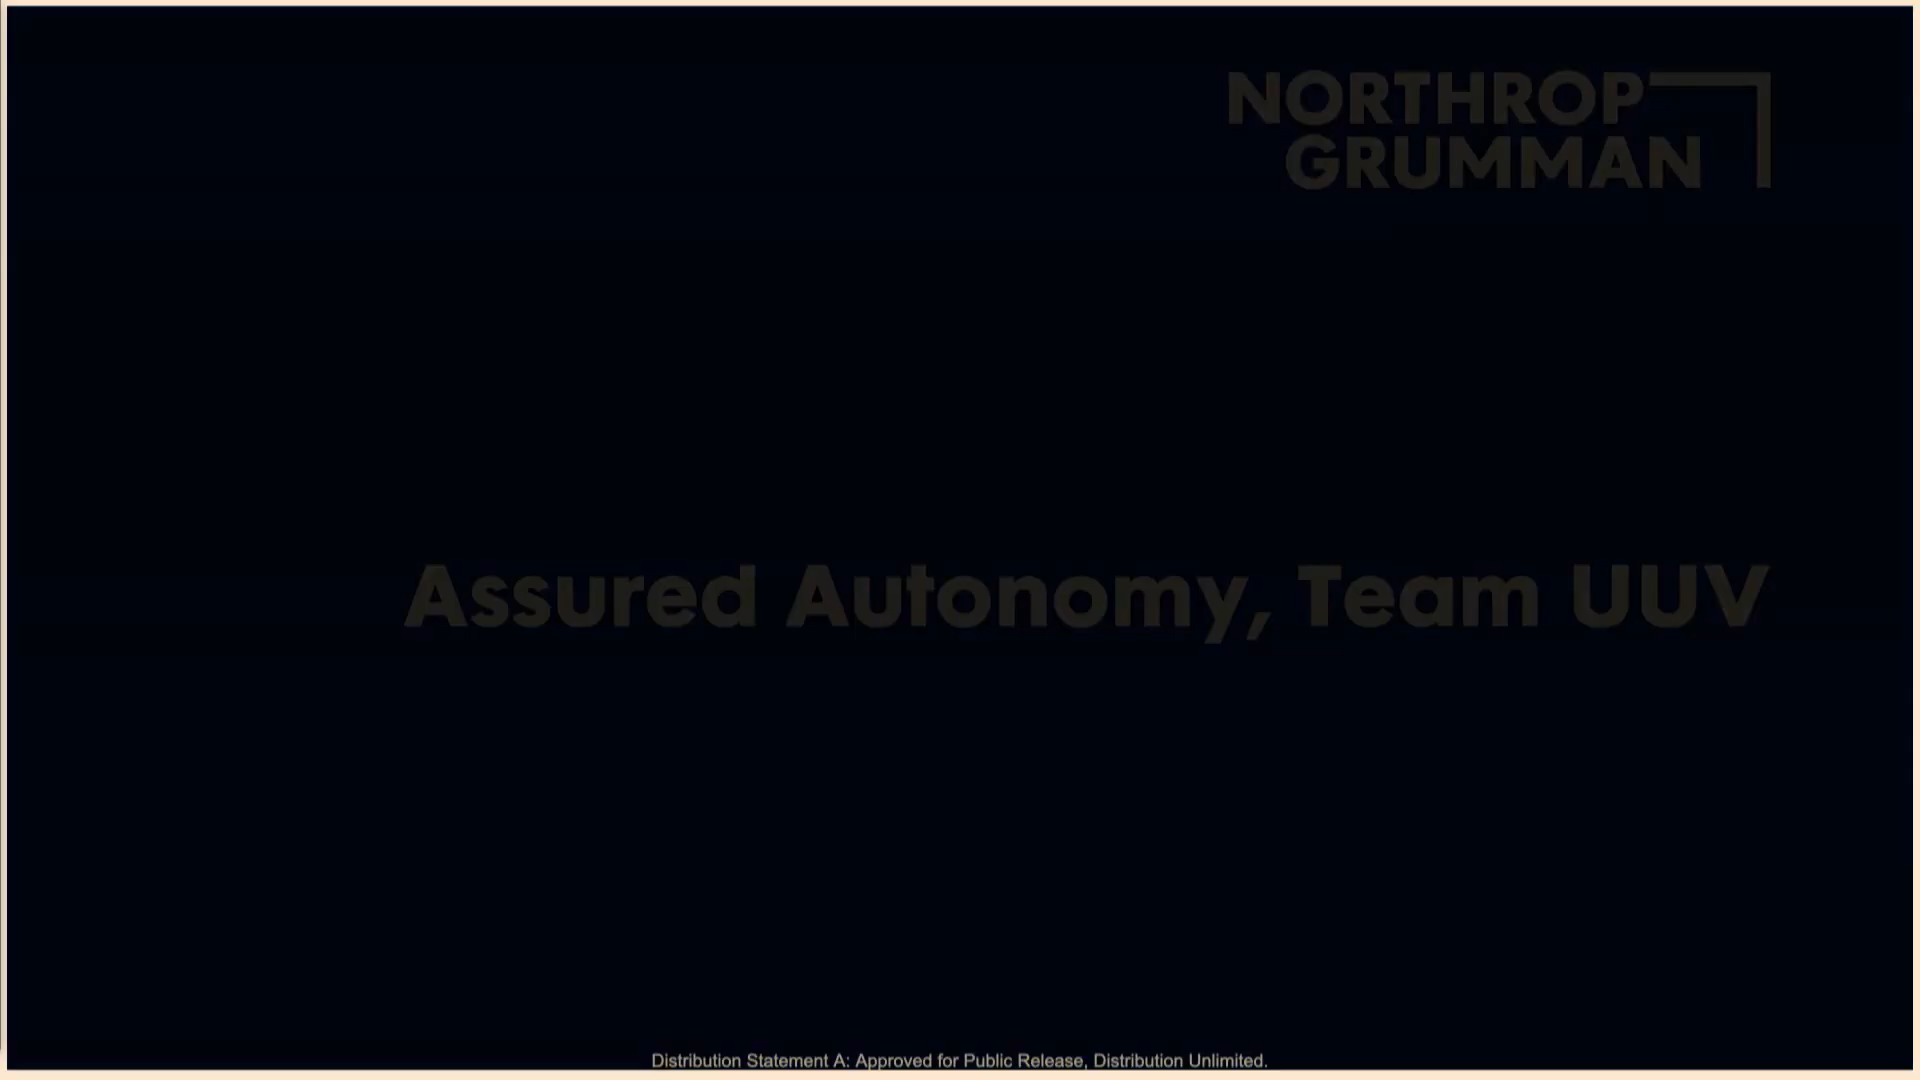 NORTHROP
GRUMMAN
Assured Autonomy, Team UUV
Distribution Statement A: Approved for Public Release, Distribution Unlimited.